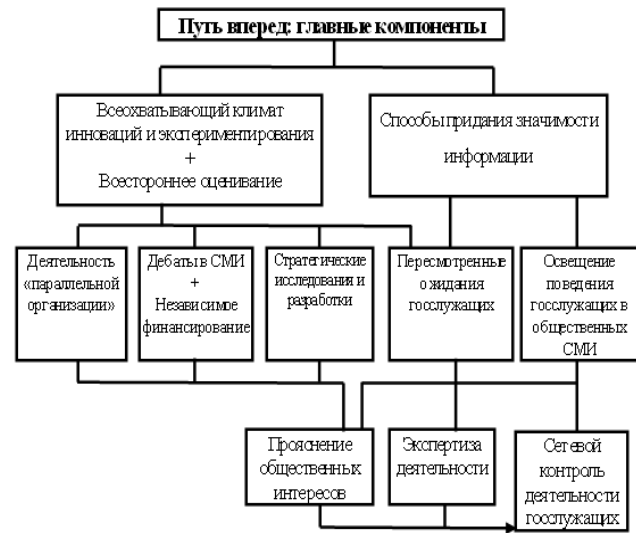 Путь вперед: главные компоненты
Всеохватывающий климат
инноваций и экспериментирования
+
Всестороннее оценивание
Способы придания значимости
информации
Деятельность
«параллельной
организации»
Дебаты в СМИ
+
Независимое
финансирование
Стратегические
исследования и
разработки
Пересмотренные
ожидания
госслужащих
Освещение
поведения
госслужащих в
общественных
СМИ
Прояснение
общественных
интересов
Экспертиза
деятельности
Сетевой
контроль
деятельности
госслужащих